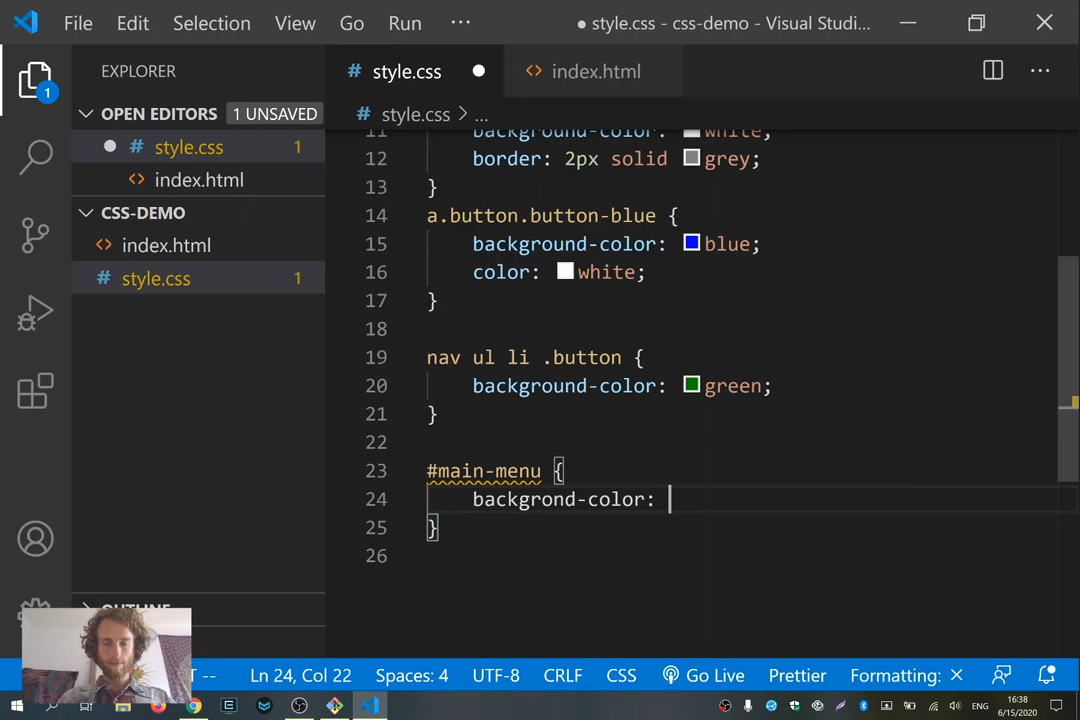 File Edit Selection View Go Run ··· ● style.css - css-demo - Visual Studi...
EXPLORER
# style.css
<> index.html
OPEN EDITORS 1 UNSAVED
# style.css > ...
# style.css 1
<> index.html
CSS-DEMO
<> index.html
# style.css 1
OUTLINE
11 background-color: white;
12 border: 2px solid grey;
13 }
14 a.button.button-blue {
15 background-color: blue;
16 color: white;
17 }
18
19 nav ul li .button {
20 background-color: green;
21 }
22
23 #main-menu {
24 backgrond-color:
25 }
26
1
-- Ln 24, Col 22 Spaces: 4 UTF-8 CRLF CSS Go Live Prettier Formatting: ✕
ENG 16:38
6/15/2020